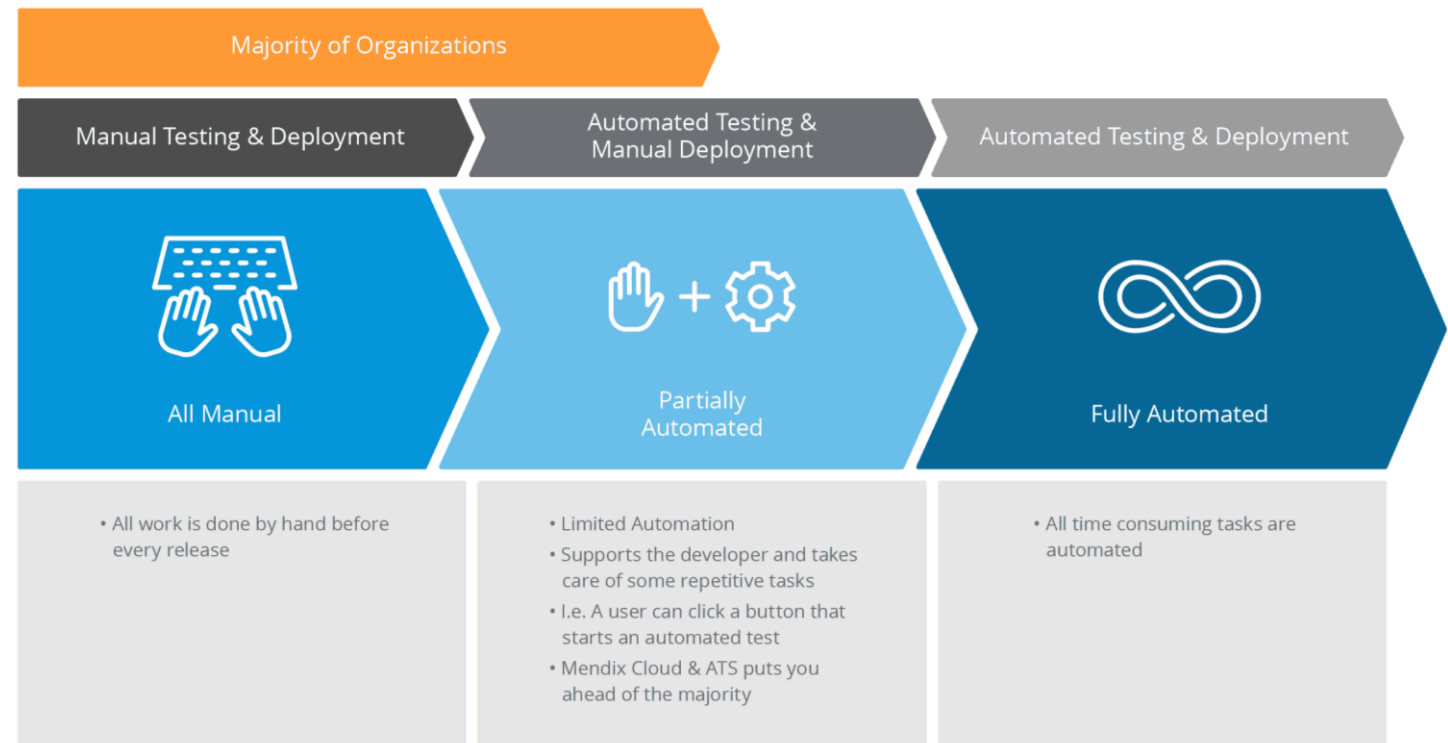 Majority of Organizations
Manual Testing & Deployment
Automated Testing &
Manual Deployment
Automated Testing & Deployment
All Manual
Partially
Automated
Fully Automated
• All work is done by hand before
every release
• Limited Automation
• Supports the developer and takes
care of some repetitive tasks
• I.e. A user can click a button that
starts an automated test
• Mendix Cloud & ATS puts you
ahead of the majority
• All time consuming tasks are
automated